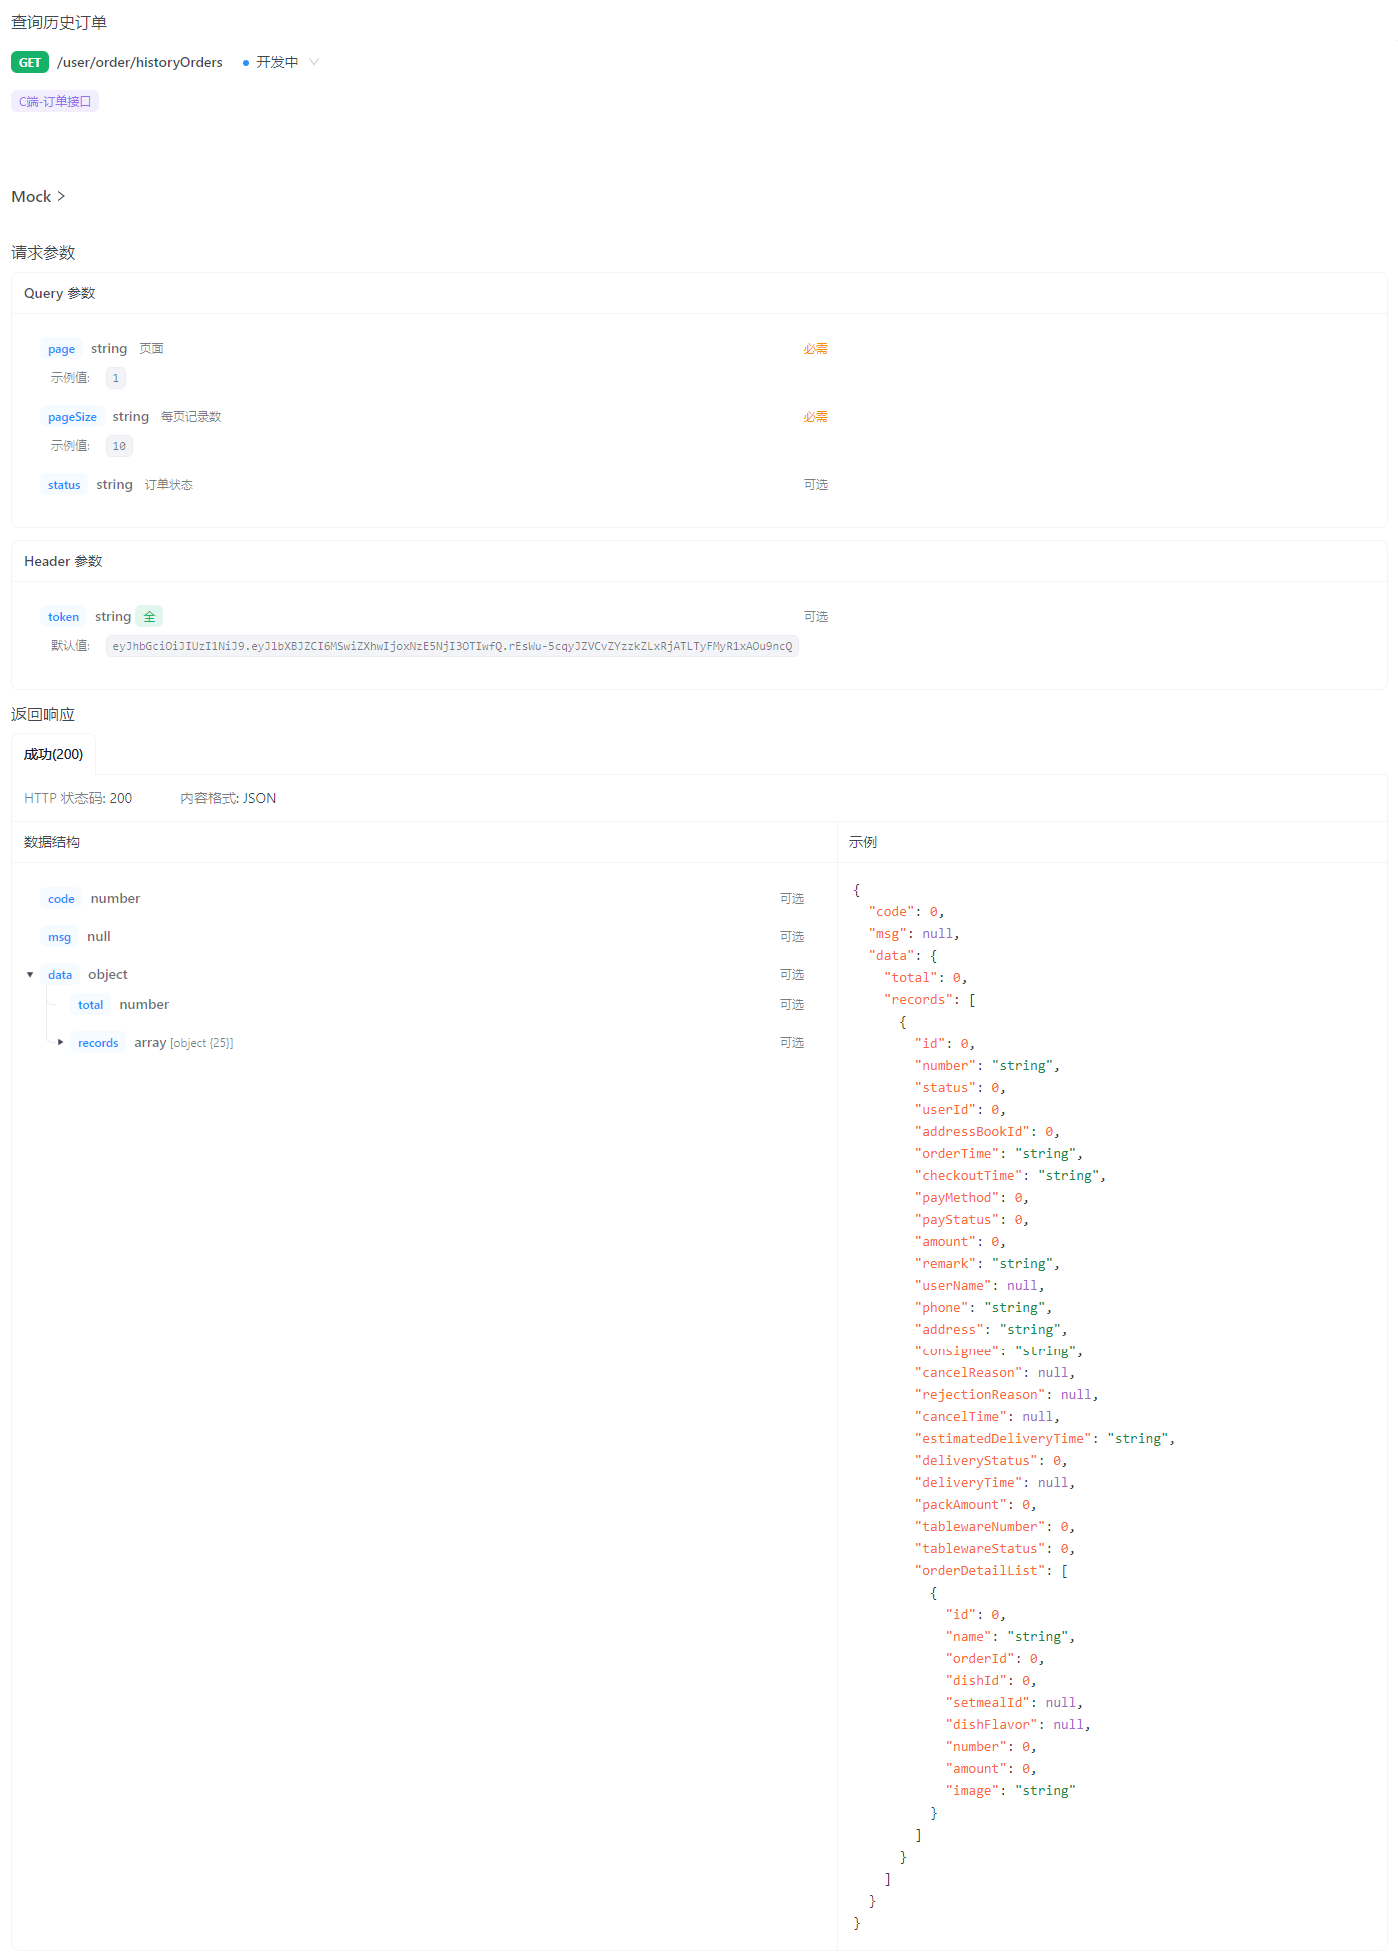 查询历史订单
GET /user/order/historyOrders 开发中
C端-订单接口
Mock >
请求参数
Query 参数
page string 页面 必需
示例值: 1
pageSize string 每页记录数 必需
示例值: 10
status string 订单状态 可选
Header 参数
token string 全 可选
默认值: eyJhbGciOiJIUzI1NiJ9.eyJlbXBJZCI6MSwiZXhwIjoxNzE5NjI3OTIwfQ.rEsWu-5cqyJZVCvZYzzkZLxRjATLTyFMyR1xAOu9ncQ
返回响应
成功(200)
HTTP 状态码: 200 内容格式: JSON
数据结构
code number 可选
msg null 可选
data object 可选
total number 可选
records array [object {25}] 可选
示例
{
"code": 0,
"msg": null,
"data": {
"total": 0,
"records": [
{
"id": 0,
"number": "string",
"status": 0,
"userId": 0,
"addressBookId": 0,
"orderTime": "string",
"checkoutTime": "string",
"payMethod": 0,
"payStatus": 0,
"amount": 0,
"remark": "string",
"userName": null,
"phone": "string",
"address": "string",
"consignee": "string",
"cancelReason": null,
"rejectionReason": null,
"cancelTime": null,
"estimatedDeliveryTime": "string",
"deliveryStatus": 0,
"deliveryTime": null,
"packAmount": 0,
"tablewareNumber": 0,
"tablewareStatus": 0,
"orderDetailList": [
{
"id": 0,
"name": "string",
"orderId": 0,
"dishId": 0,
"setmealId": null,
"dishFlavor": null,
"number": 0,
"amount": 0,
"image": "string"
}
]
}
]
}
}